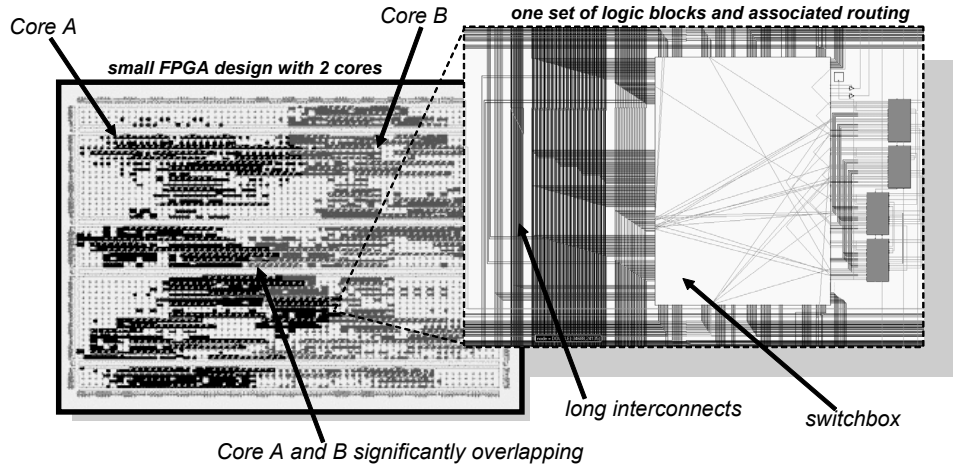 one set of logic blocks and associated routing
Core B
Core A
small FPGA design with 2 cores
long interconnects
switchbox
Core A and B significantly overlapping